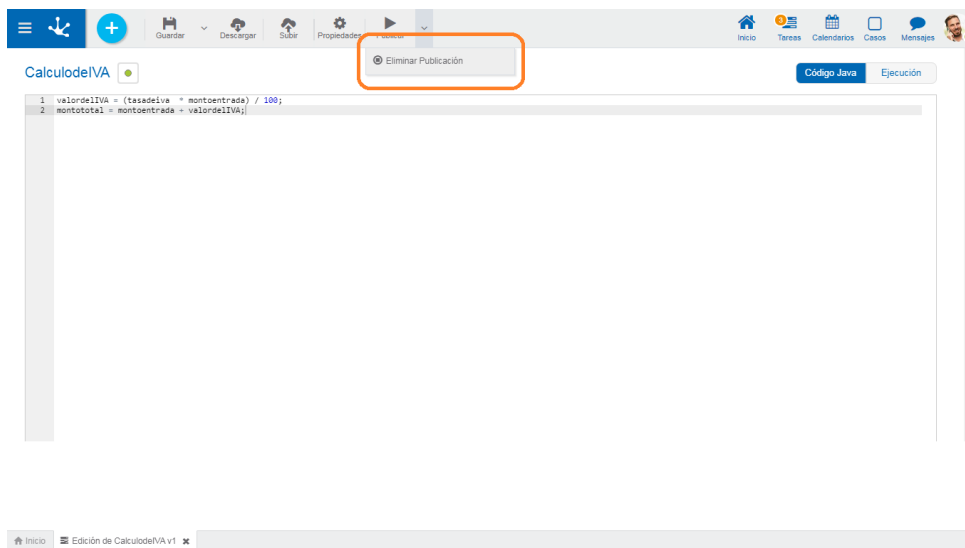 Guardar
Descargar
Subir
Propiedades
Publicar
Inicio
3
Tareas
Calendarios
Casos
Mensajes
Eliminar Publicación
CalculodeIVA
Código Java
Ejecución
1 valordelIVA = (tasadeiva * montoentrada) / 100;
2 montototal = montoentrada + valordelIVA;
Inicio
Edición de CalculodeIVA v1